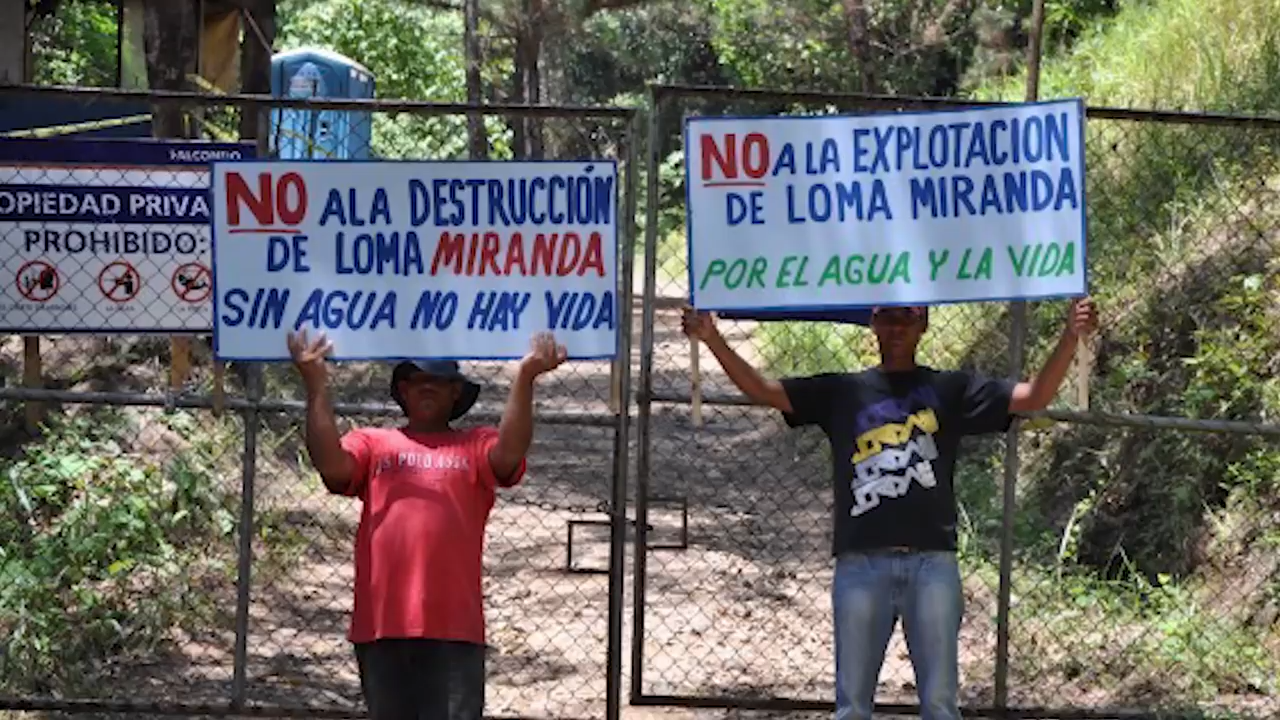 FALCONDO
OPIEDAD PRIVA
PROHIBIDO:
NO A LA DESTRUCCIÓN
DE LOMA MIRANDA
SIN AGUA NO HAY VIDA
NO A LA EXPLOTACION
DE LOMA MIRANDA
POR EL AGUA Y LA VIDA